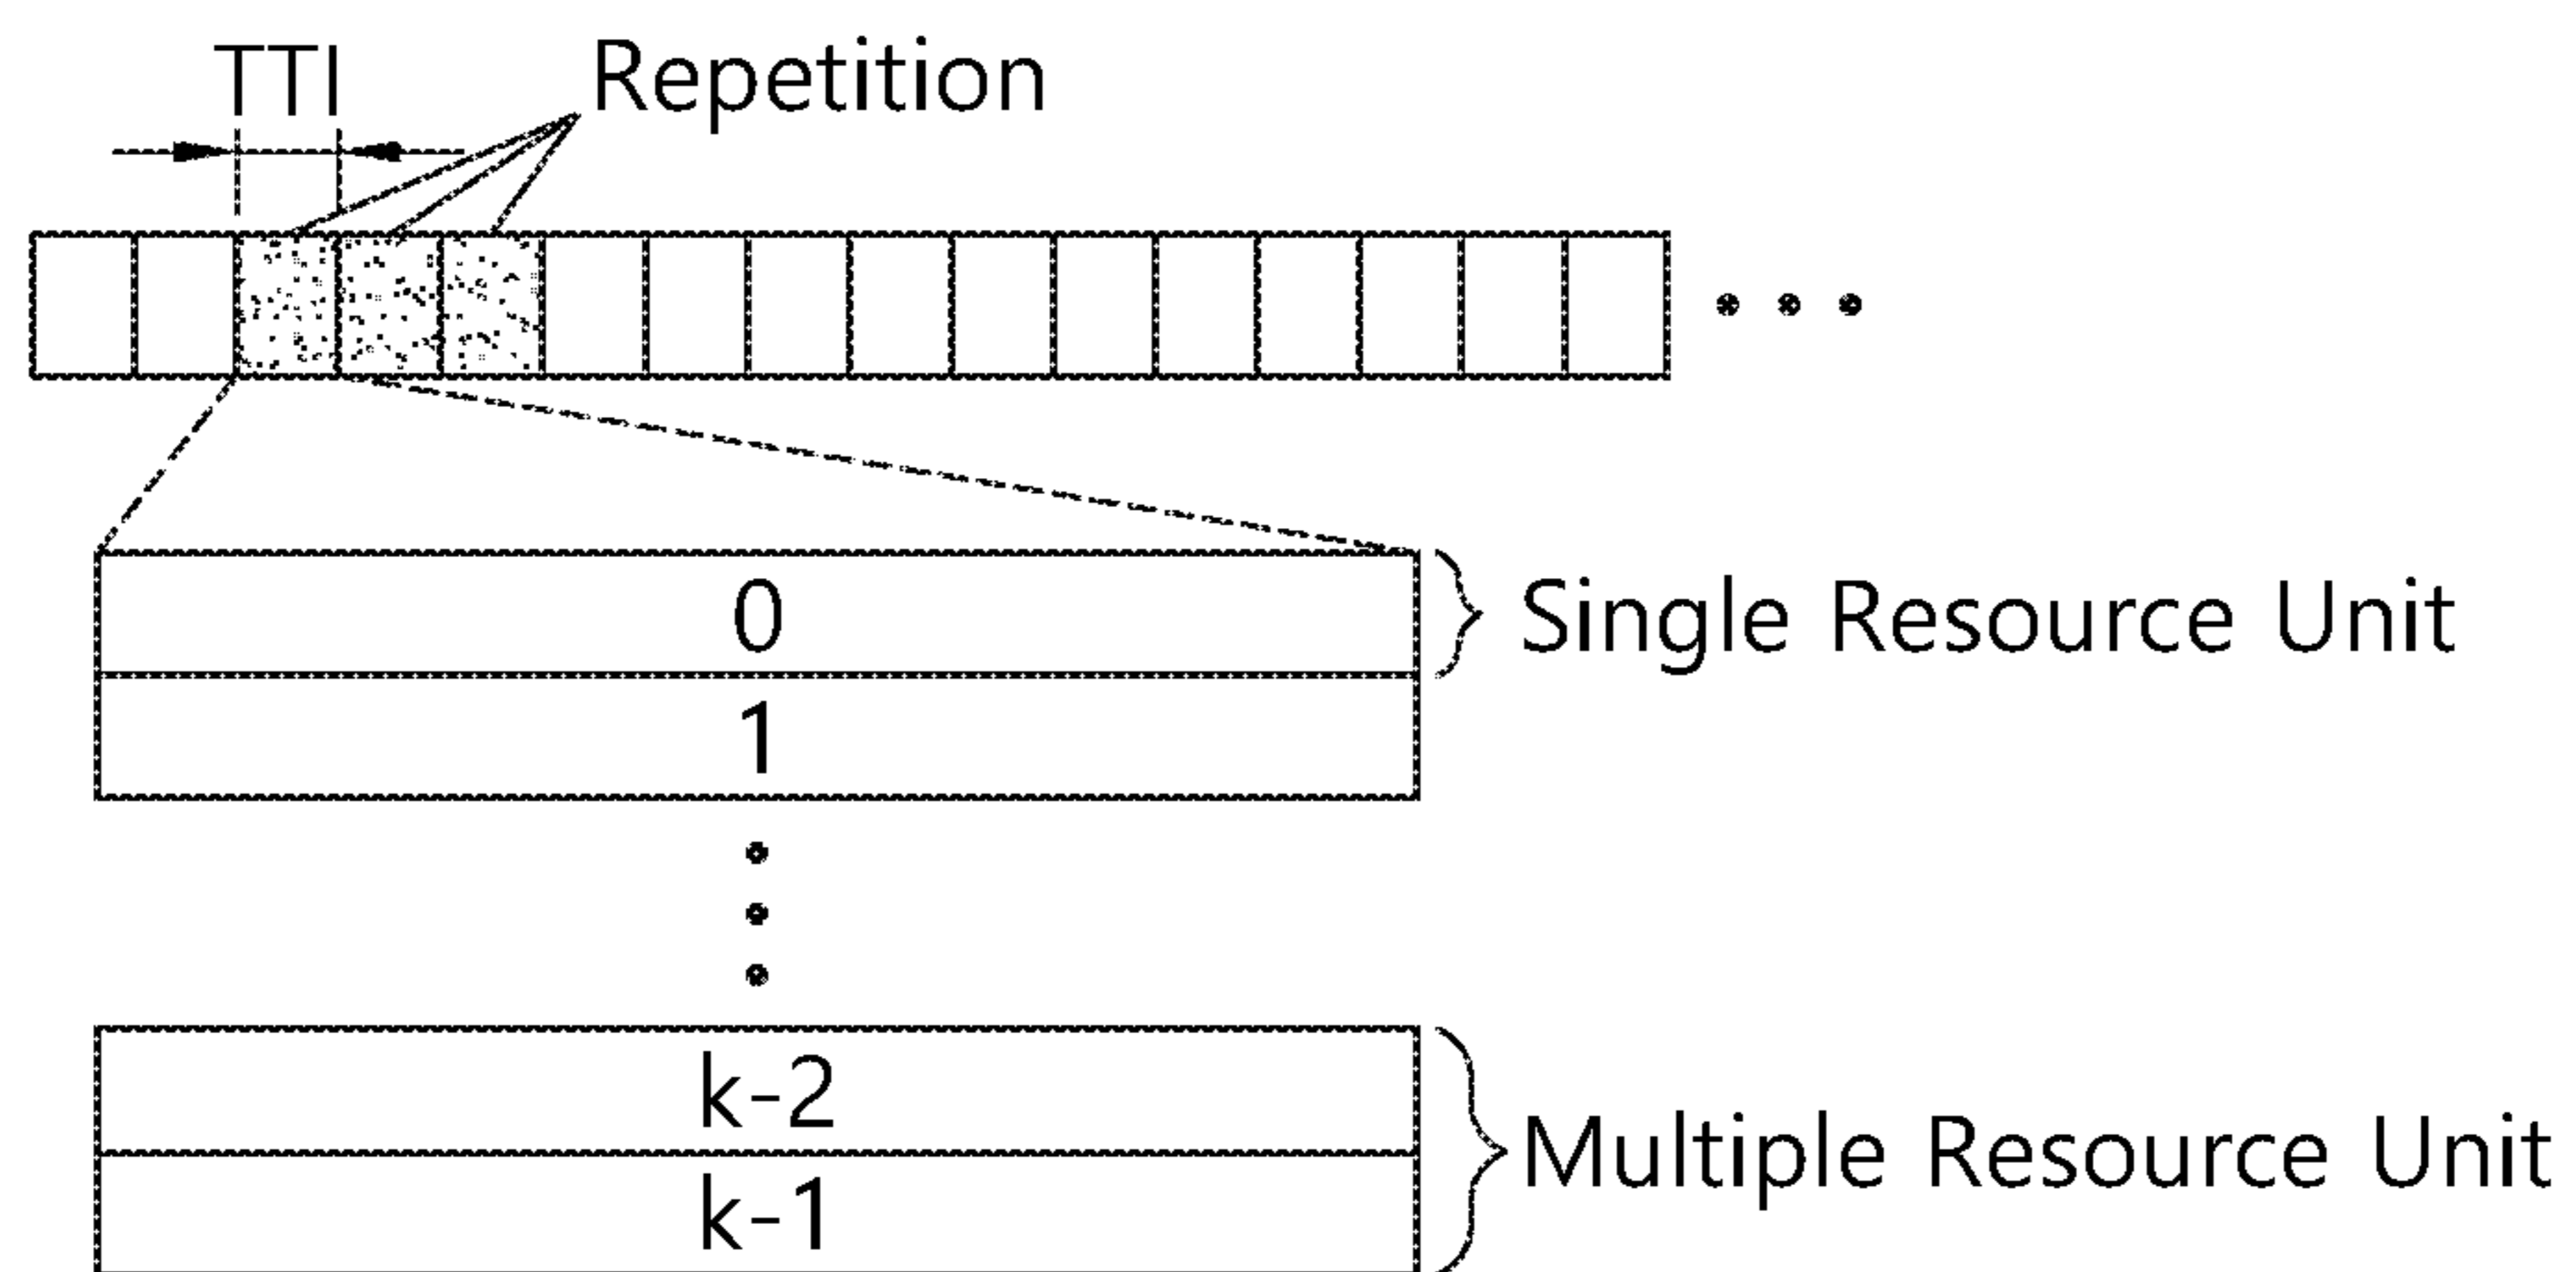 TTI
Repetition
0
Single Resource Unit
1
k-2
k-1
Multiple Resource Unit